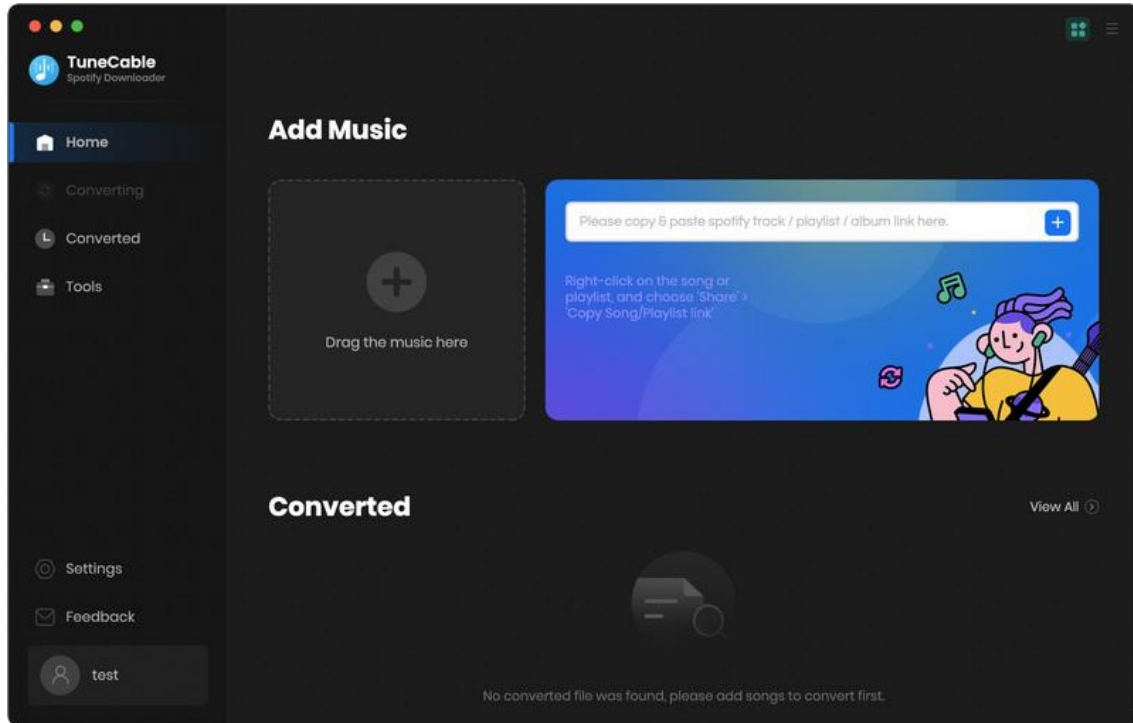 TuneCable
Spotify Downloader
Home
Converting
Converted
Tools
Settings
Feedback
test
Add Music
Drag the music here
Please copy & paste spotify track / playlist / album link here.
Right-click on the song or
playlist, and choose 'Share' >
'Copy Song/Playlist link'
Converted
View All
No converted file was found, please add songs to convert first.